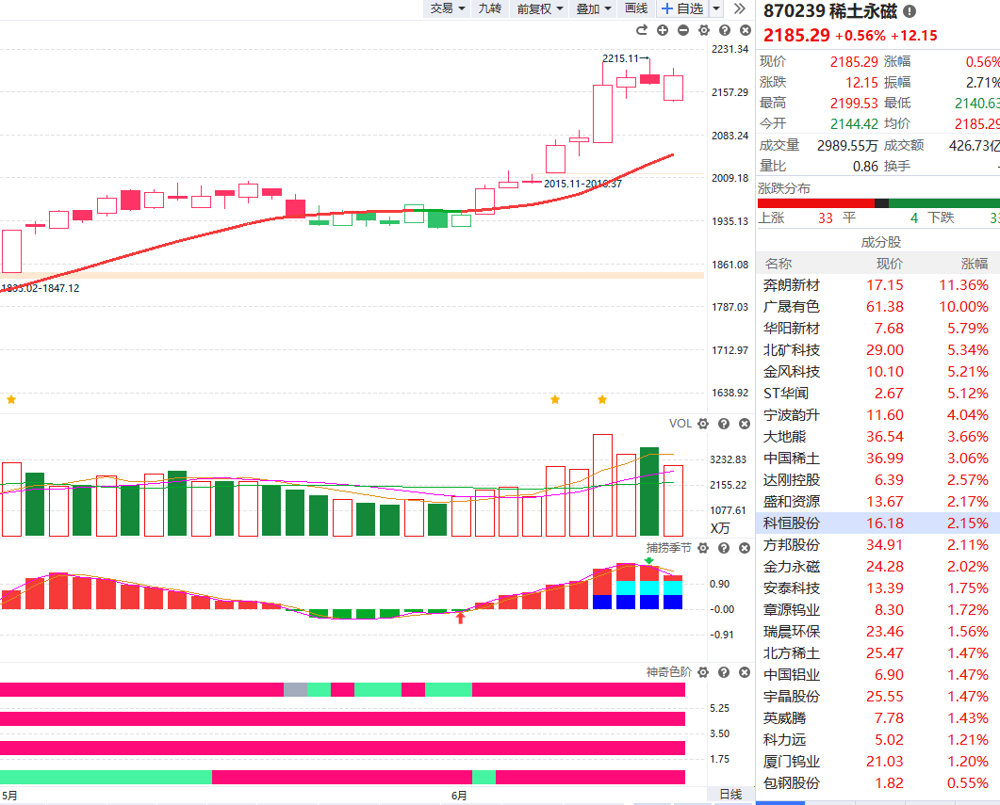 交易 九转 前复权 叠加 画线 自选
870239 稀土永磁
2185.29 +0.56% +12.15
现价 2185.29 涨幅 0.56%
涨跌 12.15 振幅 2.71%
最高 2199.53 最低 2140.63
今开 2144.42 均价 2185.29
成交量 2989.55万 成交额 426.73亿
量比 0.86 换手 -
涨跌分布
上涨 33 平 4 下跌
成分股
名称 现价 涨幅
奔朗新材 17.15 11.36%
广晟有色 61.38 10.00%
华阳新材 7.68 5.79%
北矿科技 29.00 5.34%
金风科技 10.10 5.21%
ST华闻 2.67 5.12%
宁波韵升 11.60 4.04%
大地熊 36.54 3.66%
中国稀土 36.99 3.06%
达刚控股 6.39 2.57%
盛和资源 13.67 2.17%
科恒股份 16.18 2.15%
方邦股份 34.91 2.11%
金力永磁 24.28 2.02%
安泰科技 13.39 1.75%
章源钨业 8.30 1.72%
瑞晨环保 23.46 1.56%
北方稀土 25.47 1.47%
中国铝业 6.90 1.47%
宇晶股份 25.55 1.47%
英威腾 7.78 1.43%
科力远 5.02 1.21%
厦门钨业 21.03 1.20%
包钢股份 1.82 0.55%
2231.34
2215.11→
2157.29
2083.24
2009.18
2015.11-2016.37
1935.13
1861.08
1833.02-1847.12
1787.03
1712.97
1638.92
VOL
3232.83
2155.22
1077.61
X万
捕捞季节
0.90
-0.00
-0.91
神奇色阶
5.25
3.50
1.75
5月 6月 日线